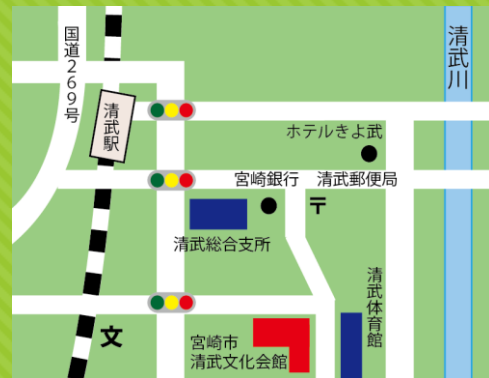 国道269号
清武駅
清武川
ホテルきよ武
宮崎銀行
清武郵便局
〒
清武総合支所
清武体育館
文
宮崎市
清武文化会館